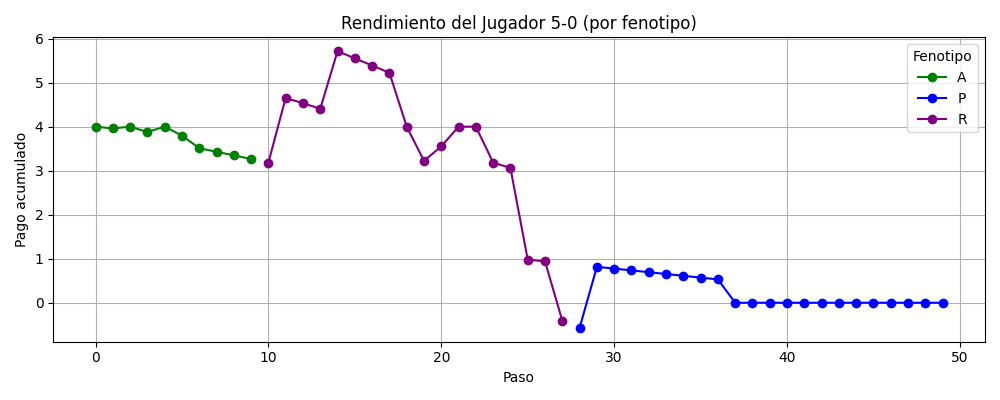 Rendimiento del Jugador 5-0 (por fenotipo)
Pago acumulado
6
5
4
3
2
1
0
Fenotipo
A
P
R
0 10 20 30 40 50
Paso